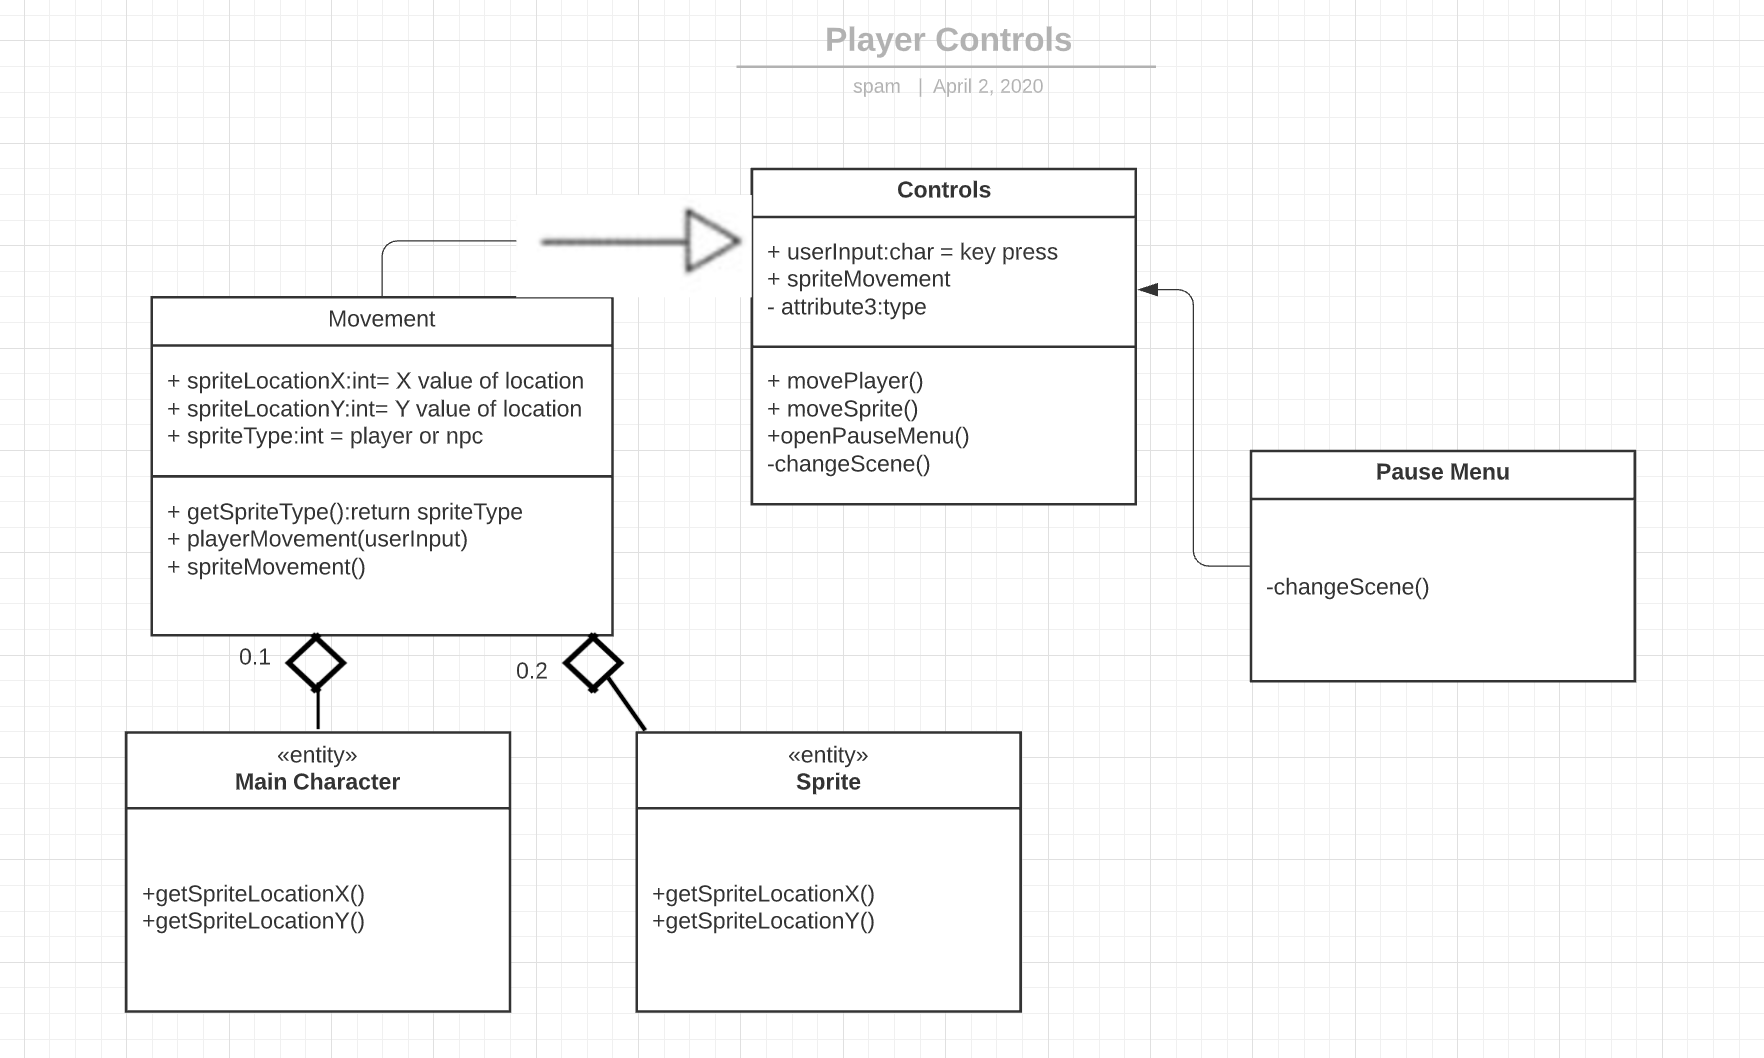 Player Controls
spam | April 2, 2020
Controls
+ userInput:char = key press
+ spriteMovement
- attribute3:type
+ movePlayer()
+ moveSprite()
+openPauseMenu()
-changeScene()
Movement
+ spriteLocationX:int= X value of location
+ spriteLocationY:int= Y value of location
+ spriteType:int = player or npc
+ getSpriteType():return spriteType
+ playerMovement(userInput)
+ spriteMovement()
Pause Menu
-changeScene()
0.1
0.2
«entity»
Main Character
+getSpriteLocationX()
+getSpriteLocationY()
«entity»
Sprite
+getSpriteLocationX()
+getSpriteLocationY()